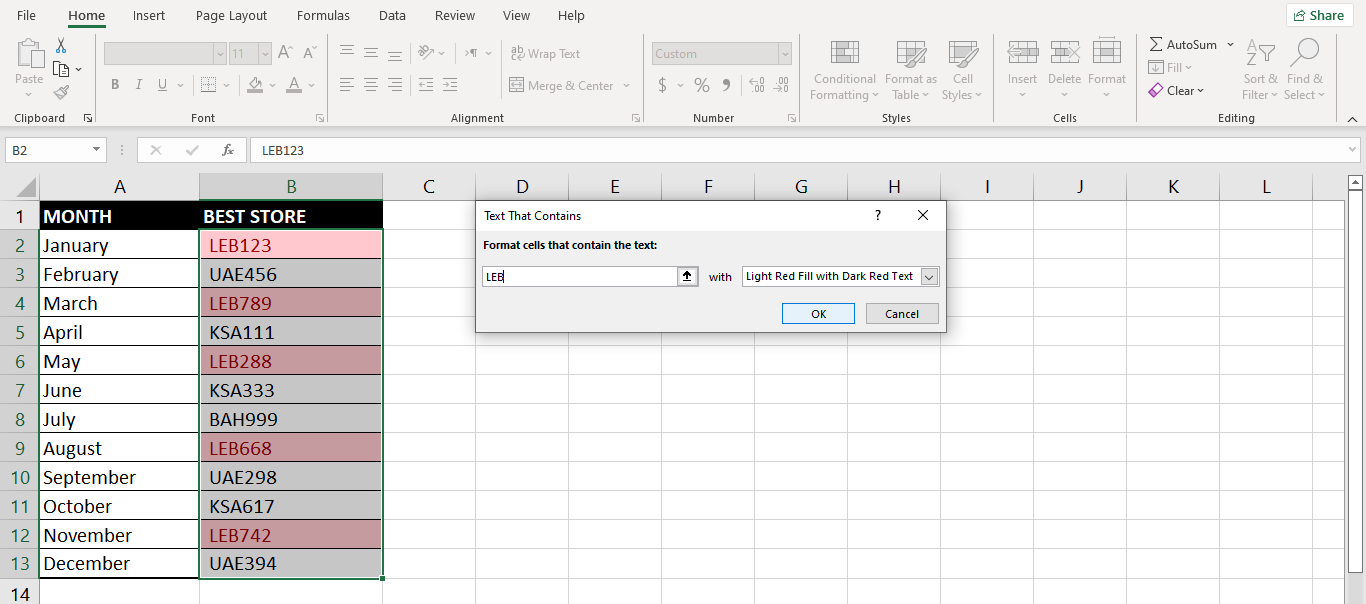 File Home Insert Page Layout Formulas Data Review View Help Share
Paste 11 A A ab Wrap Text Custom Conditional Formatting Format as Table Cell Styles Insert Delete Format AutoSum Fill Clear Sort & Filter Find & Select
B I U A Merge & Center $ % 9
Clipboard Font Alignment Number Styles Cells Editing
B2 fx LEB123
A B C D E F G H I J K L
1 MONTH BEST STORE
2 January LEB123
3 February UAE456
4 March LEB789
5 April KSA111
6 May LEB288
7 June KSA333
8 July BAH999
9 August LEB668
10 September UAE298
11 October KSA617
12 November LEB742
13 December UAE394
14
Text That Contains ?
Format cells that contain the text:
LEB with Light Red Fill with Dark Red Text
OK Cancel